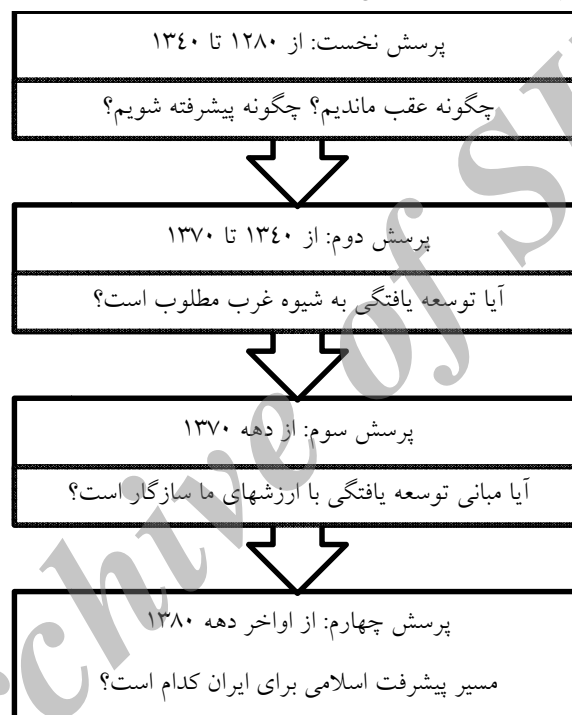 پرسش نخست: از ۱۲۸۰ تا ۱۳٤۰
چگونه عقب ماندیم؟ چگونه پیشرفته شویم؟
پرسش دوم: از ۱۳٤۰ تا ۱۳۷۰
آیا توسعه یافتگی به شیوه غرب مطلوب است؟
پرسش سوم: از دهه ۱۳۷۰
آیا مبانی توسعه یافتگی با ارزشهای ما سازگار است؟
پرسش چهارم: از اواخر دهه ۱۳۸۰
مسیر پیشرفت اسلامی برای ایران کدام است؟
chive of S